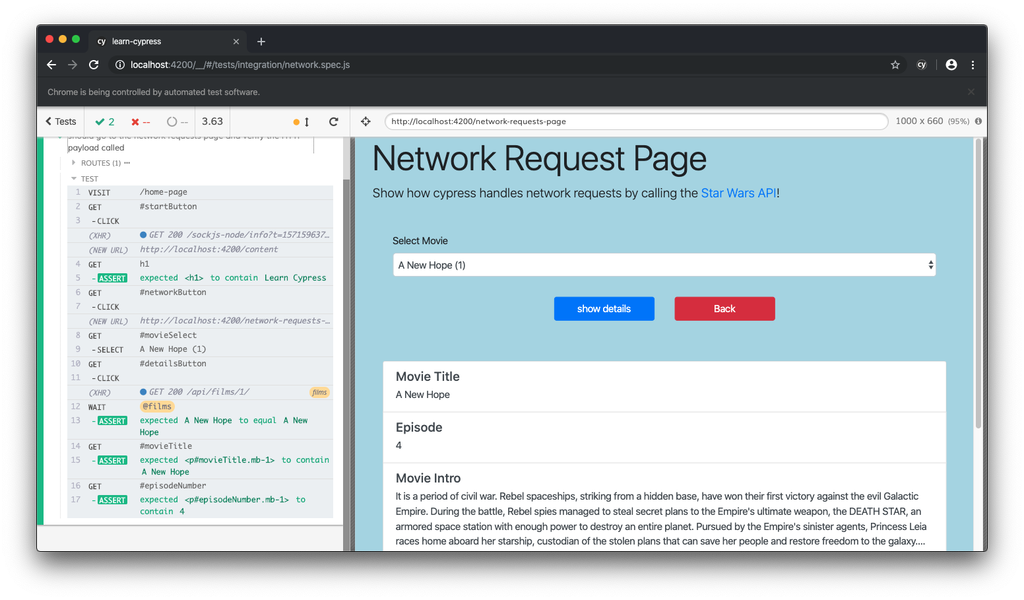 cy learn-cypress
localhost:4200/__/#/tests/integration/network.spec.js
cy
Chrome is being controlled by automated test software.
Tests
2
--
--
3.63
http://localhost:4200/network-requests-page
1000 x 660 (95%)
should go to the network requests page and verify the
payload called
ROUTES (1)
TEST
1 VISIT /home-page
2 GET #startButton
3 - CLICK
(XHR) GET 200 /sockjs-node/info?t=157159637...
(NEW URL) http://localhost:4200/content
4 GET h1
5 - ASSERT expected <h1> to contain Learn Cypress
6 GET #networkButton
7 - CLICK
(NEW URL) http://localhost:4200/network-requests-...
8 GET #movieSelect
9 - SELECT A New Hope (1)
10 GET #detailsButton
11 - CLICK
(XHR) GET 200 /api/films/1/ films
12 WAIT @films
13 - ASSERT expected A New Hope to equal A New
Hope
14 GET #movieTitle
15 - ASSERT expected <p#movieTitle.mb-1> to contain
A New Hope
16 GET #episodeNumber
17 - ASSERT expected <p#episodeNumber.mb-1> to
contain 4
Network Request Page
Show how cypress handles network requests by calling the Star Wars API!
Select Movie
A New Hope (1)
show details
Back
Movie Title
A New Hope
Episode
4
Movie Intro
It is a period of civil war. Rebel spaceships, striking from a hidden base, have won their first victory against the evil Galactic
Empire. During the battle, Rebel spies managed to steal secret plans to the Empire's ultimate weapon, the DEATH STAR, an
armored space station with enough power to destroy an entire planet. Pursued by the Empire's sinister agents, Princess Leia
races home aboard her starship, custodian of the stolen plans that can save her people and restore freedom to the galaxy....